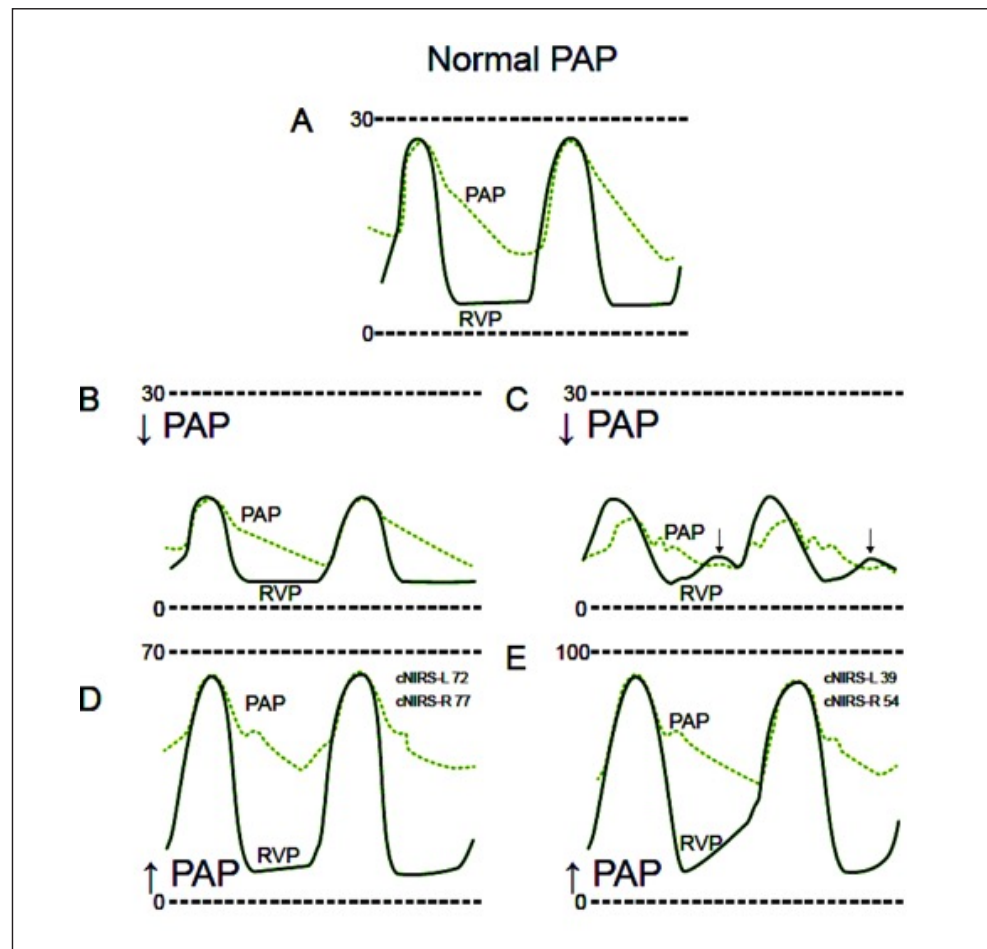 Normal PAP
A
30
PAP
RVP
0
B
30
↓ PAP
PAP
RVP
0
C
30
↓ PAP
PAP
RVP
0
D
70
cNIRS-L 72
cNIRS-R 77
PAP
RVP
↑ PAP
0
E
100
cNIRS-L 39
cNIRS-R 54
PAP
RVP
↑ PAP
0